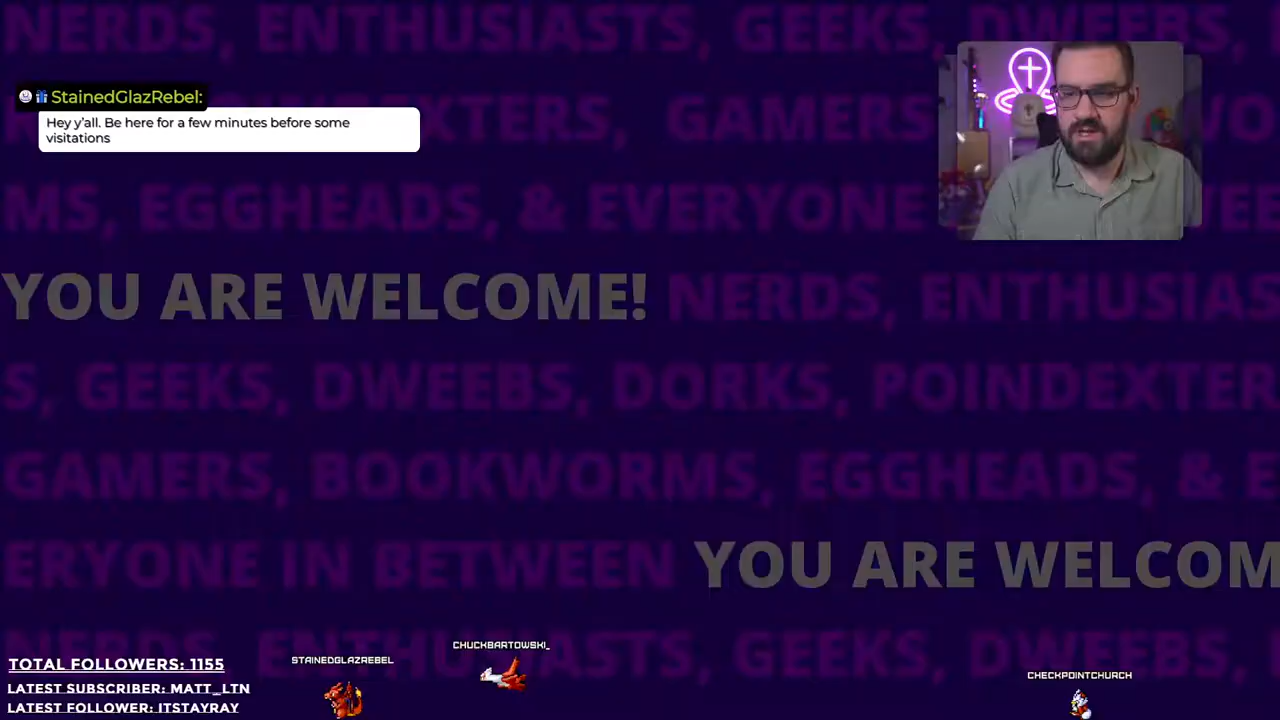 NERDS, ENTHUSIASTS, GEEKS, DWEEBS,
StainedGlazRebel:
Hey y'all. Be here for a few minutes before some
visitations
XTERS, GAMERS
MS, EGGHEADS, & EVERYONE
YOU ARE WELCOME! NERDS, ENTHUSIAS
S, GEEKS, DWEEBS, DORKS, POINDEXTER
GAMERS, BOOKWORMS, EGGHEADS, & E
ERYONE IN BETWEEN YOU ARE WELCOM
NERDS, ENTHUSIASTS, GEEKS, DWEEBS,
TOTAL FOLLOWERS: 1155
LATEST SUBSCRIBER: MATT_LTN
LATEST FOLLOWER: ITSTAYRAY
STAINEDGLAZREBEL
CHUCKBARTOWSKI_
CHECKPOINTCHURCH